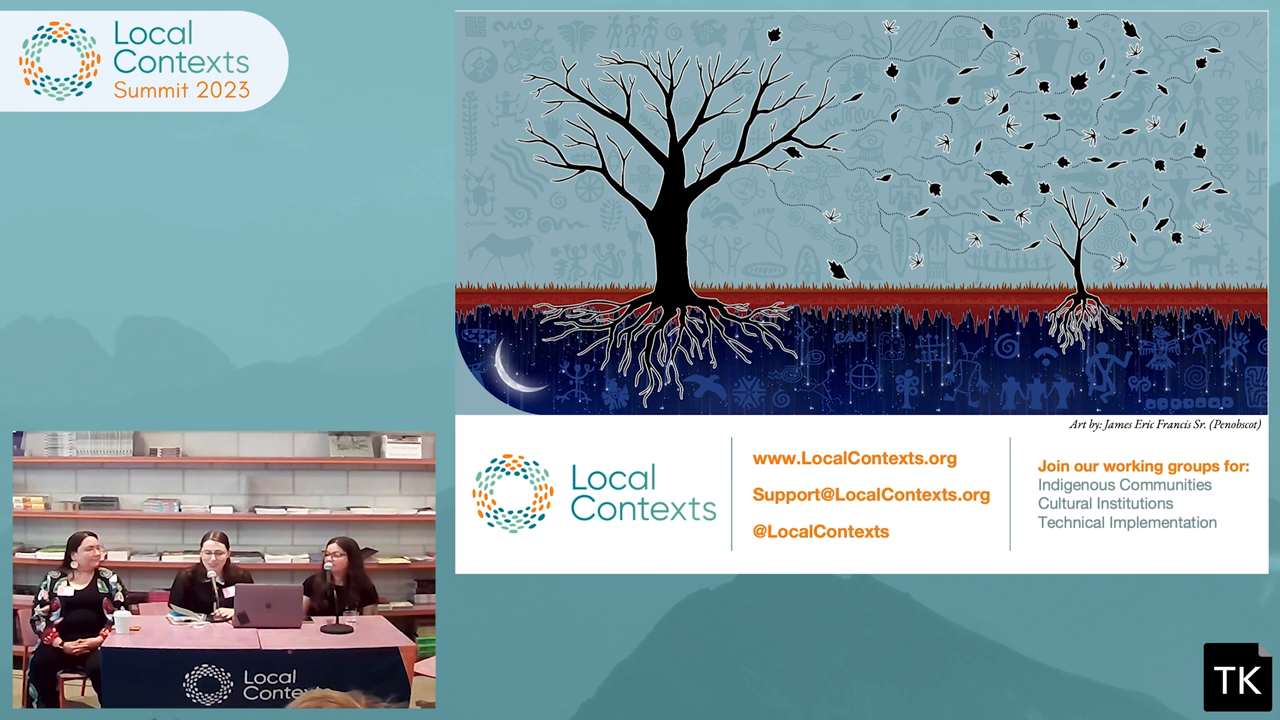 Local
Contexts
Summit 2023
Art by: James Eric Francis Sr. (Penobscot)
Local
Contexts
www.LocalContexts.org
Support@LocalContexts.org
@LocalContexts
Join our working groups for:
Indigenous Communities
Cultural Institutions
Technical Implementation
Local
TK